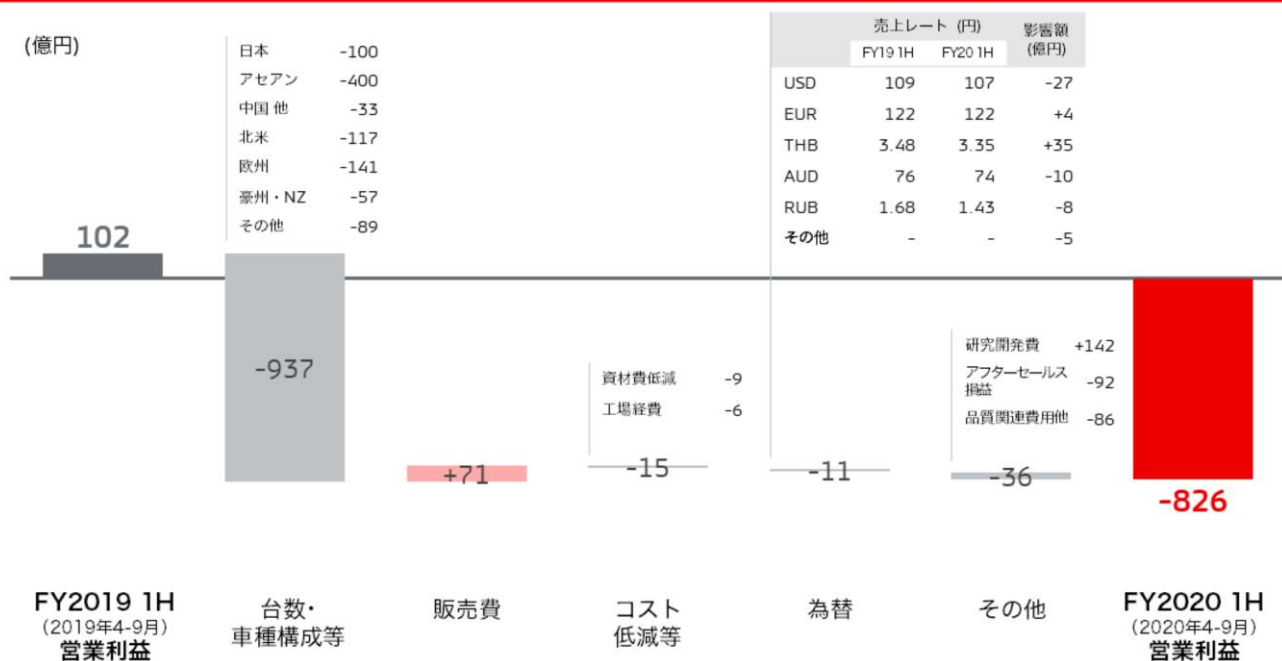 (億円)
日本 -100
アセアン -400
中国 他 -33
北米 -117
欧州 -141
豪州・NZ -57
その他 -89
売上レート (円) 影響額
FY19 1H FY20 1H (億円)
USD 109 107 -27
EUR 122 122 +4
THB 3.48 3.35 +35
AUD 76 74 -10
RUB 1.68 1.43 -8
その他 - - -5
102
-937
+71
資材費低減 -9
工場経費 -6
-15
-11
研究開発費 +142
アフターセールス
損益 -92
品質関連費用他 -86
-36
-826
FY2019 1H
(2019年4-9月)
営業利益
台数・
車種構成等
販売費
コスト
低減等
為替
その他
FY2020 1H
(2020年4-9月)
営業利益